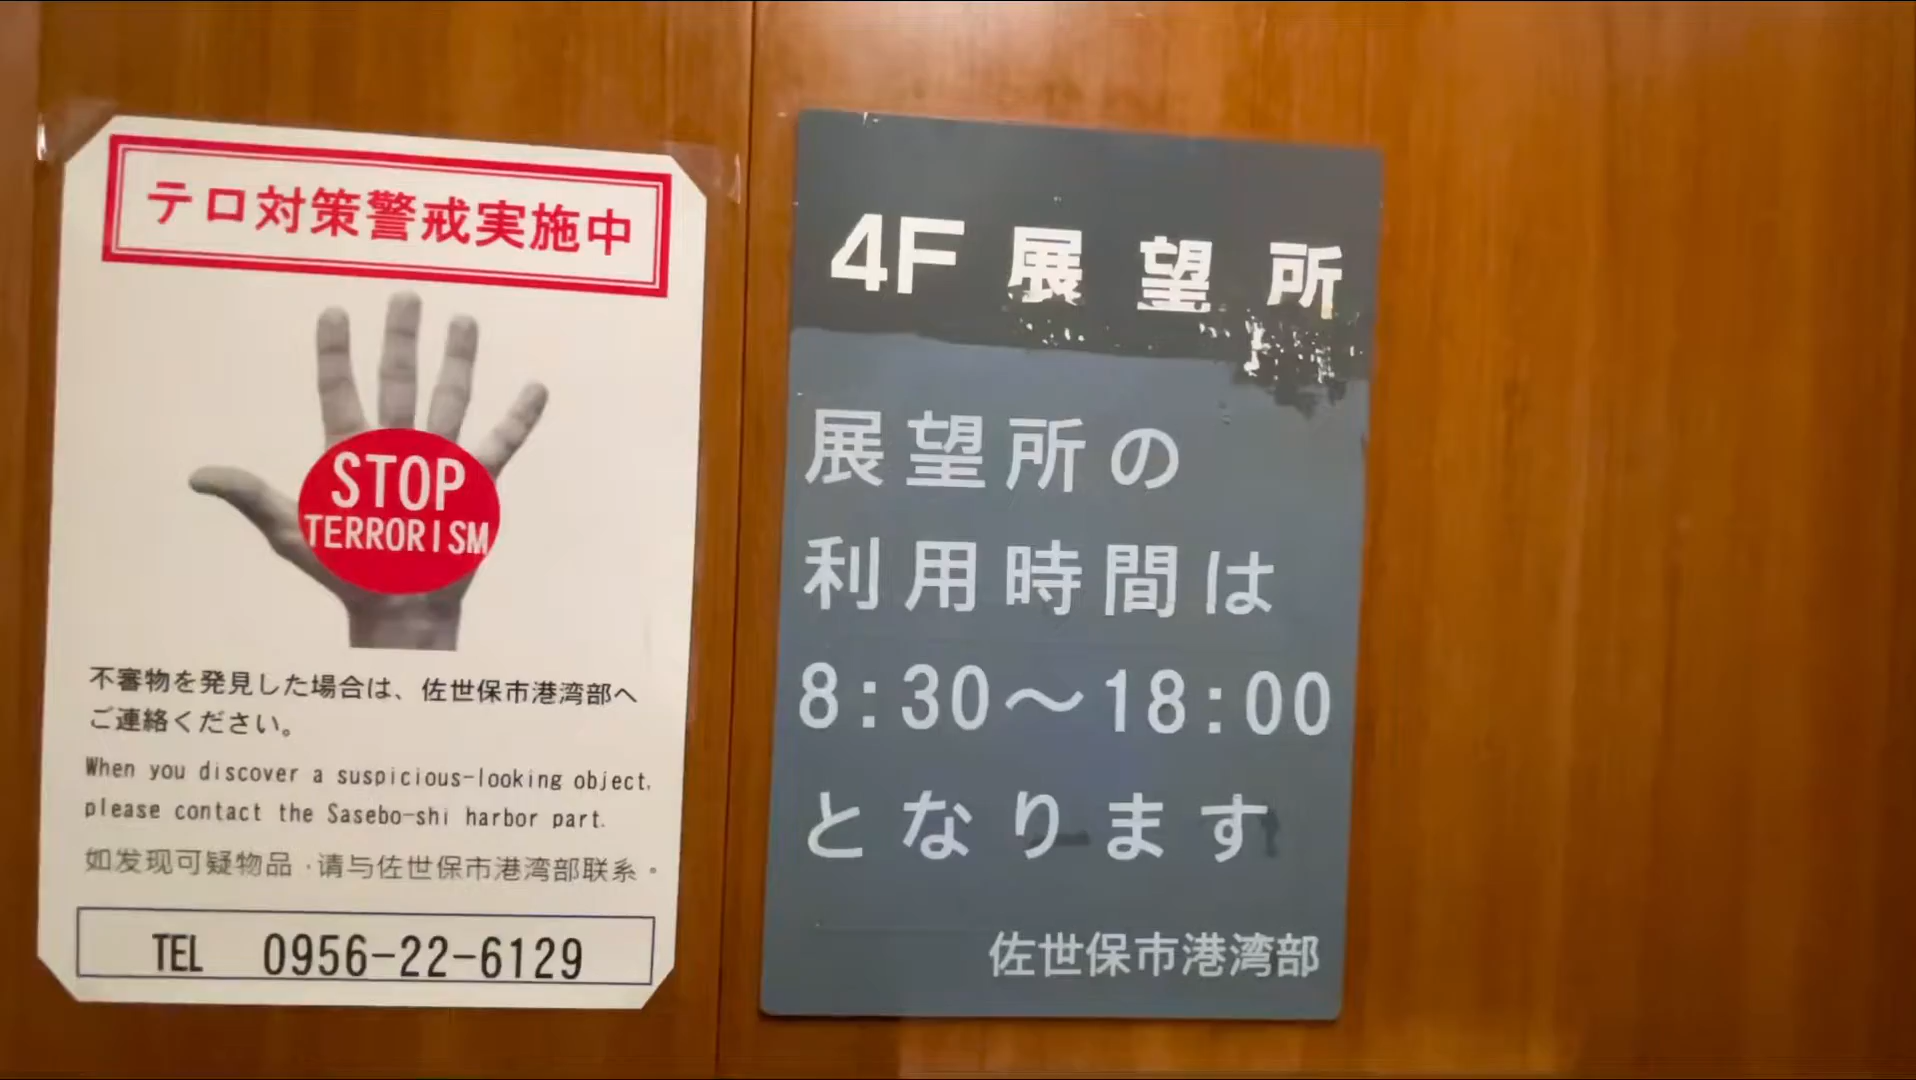 テロ対策警戒実施中
STOP
TERRORISM
不審物を発見した場合は、佐世保市港湾部へ
ご連絡ください。
When you discover a suspicious-looking object,
please contact the Sasebo-shi harbor part.
如发现可疑物品，请与佐世保市港湾部联系。
TEL 0956-22-6129
4F 展望所
展望所の
利用時間は
8:30～18:00
となります
佐世保市港湾部